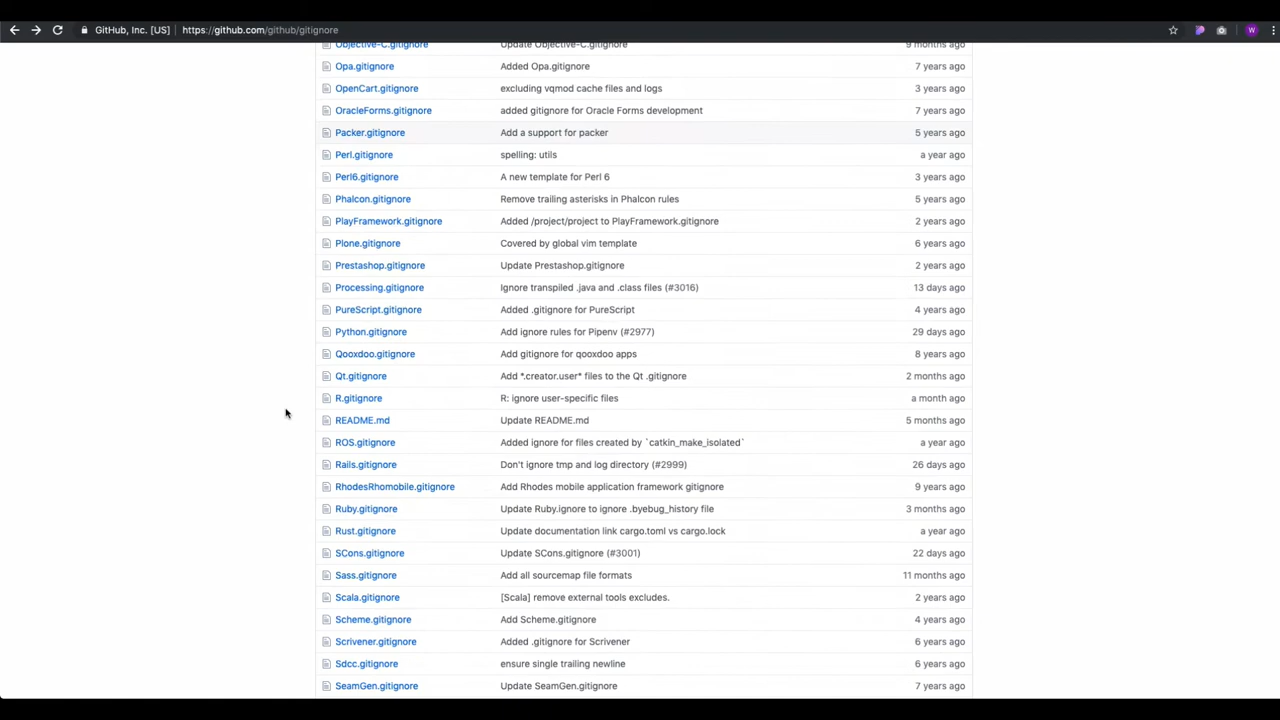 GitHub, Inc. [US] https://github.com/github/gitignore W
Objective-C.gitignore Update Objective-C.gitignore 9 months ago
Opa.gitignore Added Opa.gitignore 7 years ago
OpenCart.gitignore excluding vqmod cache files and logs 3 years ago
OracleForms.gitignore added gitignore for Oracle Forms development 7 years ago
Packer.gitignore Add a support for packer 5 years ago
Perl.gitignore spelling: utils a year ago
Perl6.gitignore A new template for Perl 6 3 years ago
Phalcon.gitignore Remove trailing asterisks in Phalcon rules 5 years ago
PlayFramework.gitignore Added /project/project to PlayFramework.gitignore 2 years ago
Plone.gitignore Covered by global vim template 6 years ago
Prestashop.gitignore Update Prestashop.gitignore 2 years ago
Processing.gitignore Ignore transpiled .java and .class files (#3016) 13 days ago
PureScript.gitignore Added .gitignore for PureScript 4 years ago
Python.gitignore Add ignore rules for Pipenv (#2977) 29 days ago
Qooxdoo.gitignore Add gitignore for qooxdoo apps 8 years ago
Qt.gitignore Add *.creator.user* files to the Qt .gitignore 2 months ago
R.gitignore R: ignore user-specific files a month ago
README.md Update README.md 5 months ago
ROS.gitignore Added ignore for files created by `catkin_make_isolated` a year ago
Rails.gitignore Don't ignore tmp and log directory (#2999) 26 days ago
RhodesRhomobile.gitignore Add Rhodes mobile application framework gitignore 9 years ago
Ruby.gitignore Update Ruby.ignore to ignore .byebug_history file 3 months ago
Rust.gitignore Update documentation link cargo.toml vs cargo.lock a year ago
SCons.gitignore Update SCons.gitignore (#3001) 22 days ago
Sass.gitignore Add all sourcemap file formats 11 months ago
Scala.gitignore [Scala] remove external tools excludes. 2 years ago
Scheme.gitignore Add Scheme.gitignore 4 years ago
Scrivener.gitignore Added .gitignore for Scrivener 6 years ago
Sdcc.gitignore ensure single trailing newline 6 years ago
SeamGen.gitignore Update SeamGen.gitignore 7 years ago